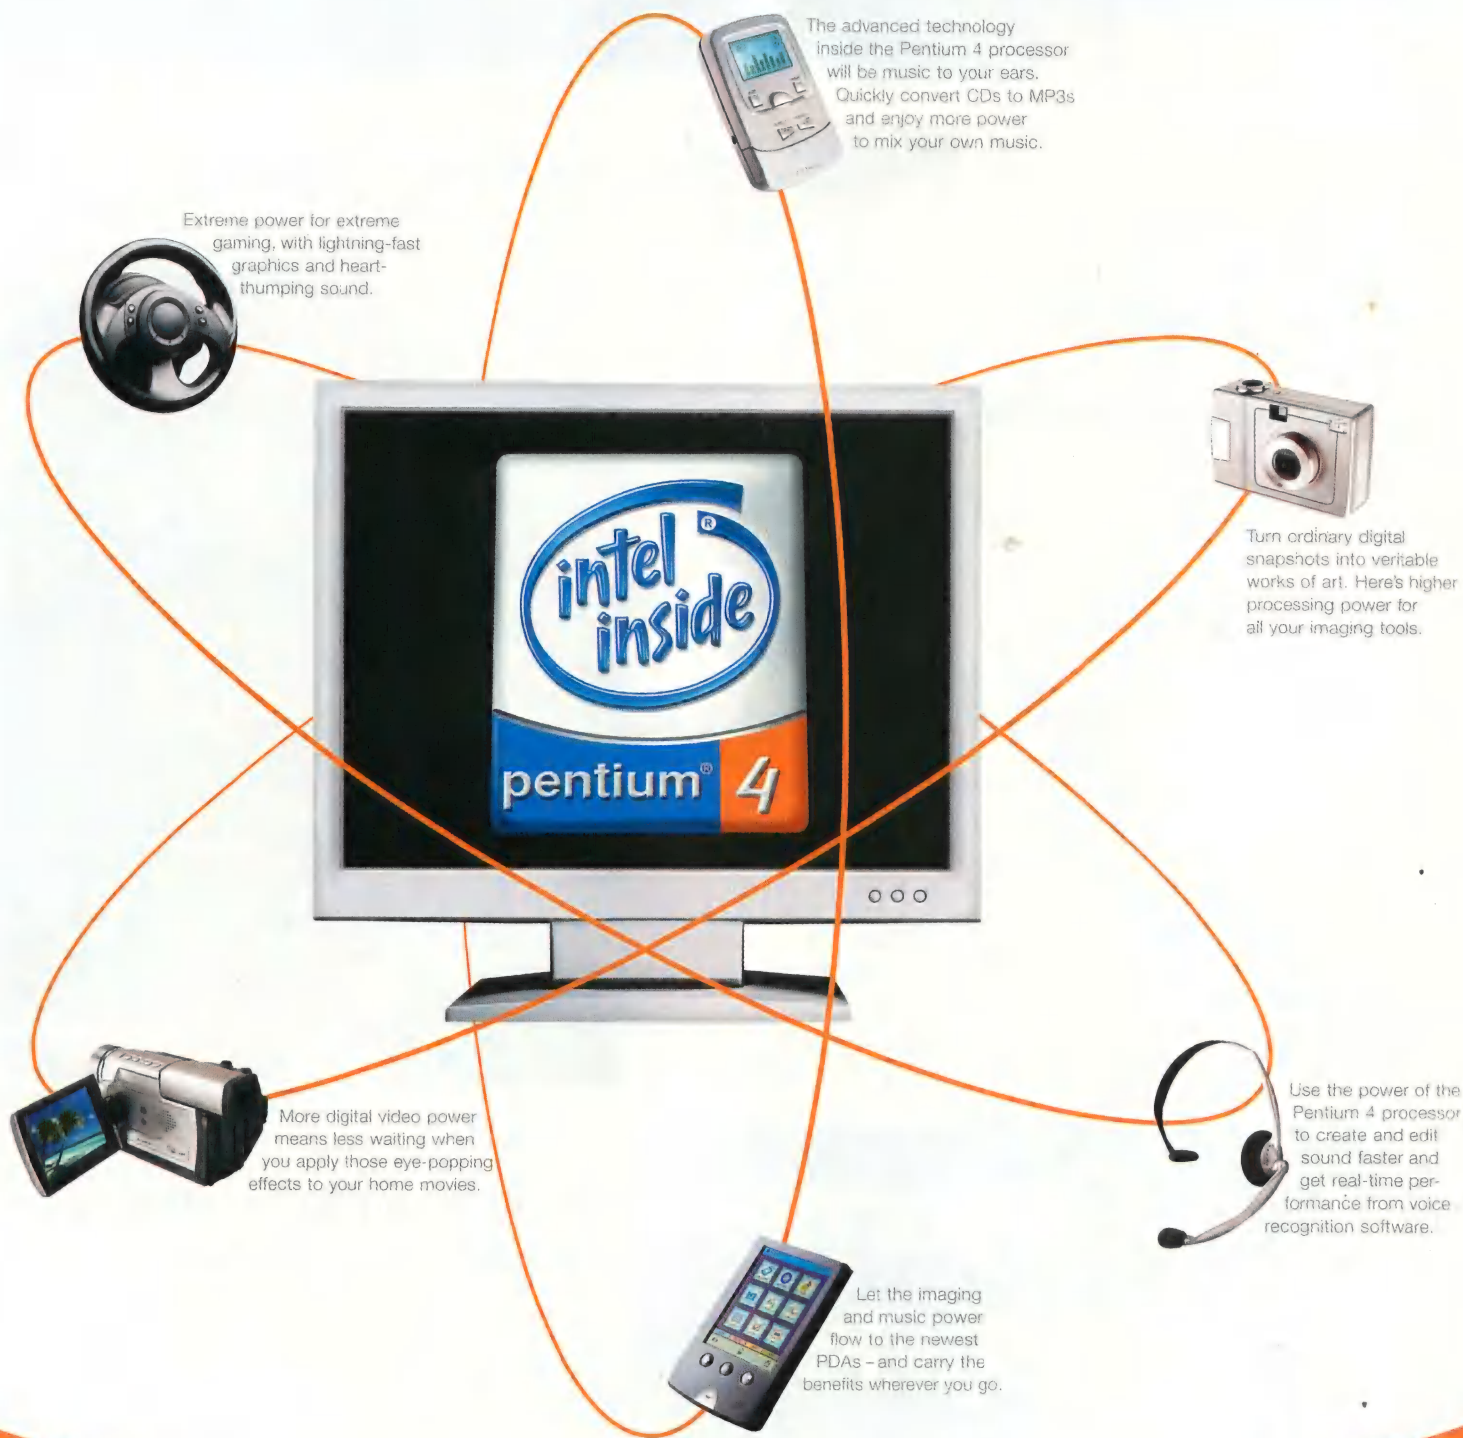 The advanced technology
inside the Pentium 4 processor
will be music to your ears.
Quickly convert CDs to MP3s
and enjoy more power
to mix your own music.
Extreme power for extreme
gaming, with lightning-fast
graphics and heart-
thumping sound.
intel ®
inside
pentium® 4
Turn ordinary digital
snapshots into veritable
works of art. Here's higher
processing power for
all your imaging tools.
More digital video power
means less waiting when
you apply those eye-popping
effects to your home movies.
Use the power of the
Pentium 4 processor
to create and edit
sound faster and
get real-time per-
formance from voice
recognition software.
Let the imaging
and music power
flow to the newest
PDAs – and carry the
benefits wherever you go.